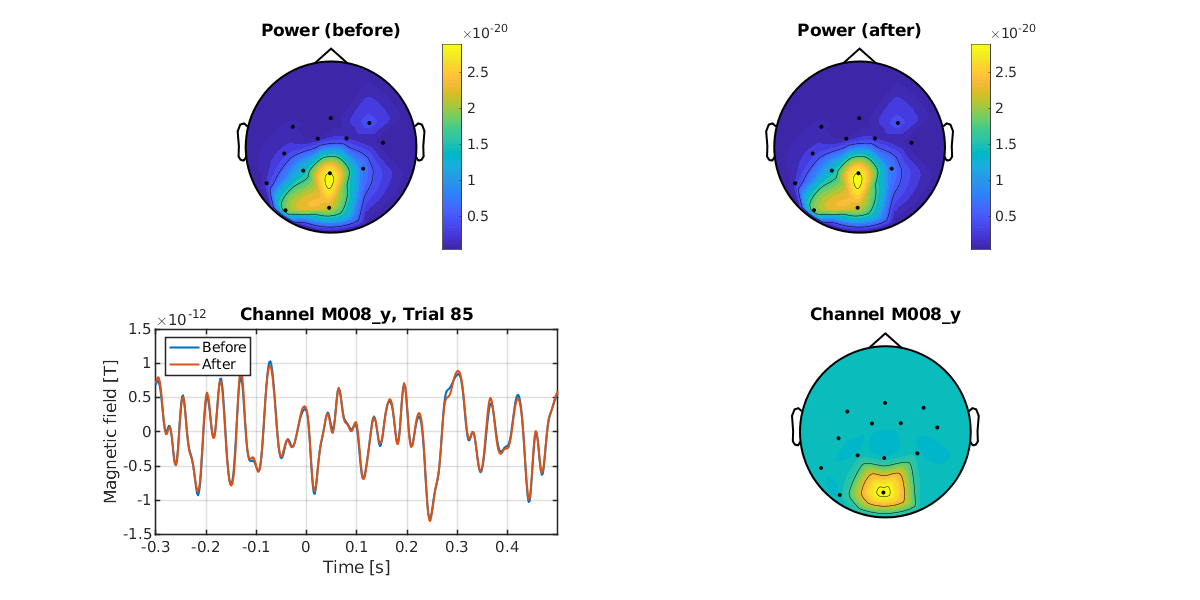 Power (before)
×10-20
2.5
2
1.5
1
0.5
Power (after)
×10-20
2.5
2
1.5
1
0.5
Channel M008_y, Trial 85
×10-12
Before
After
1.5
1
0.5
0
-0.5
-1
-1.5
Magnetic field [T]
-0.3 -0.2 -0.1 0 0.1 0.2 0.3 0.4
Time [s]
Channel M008_y